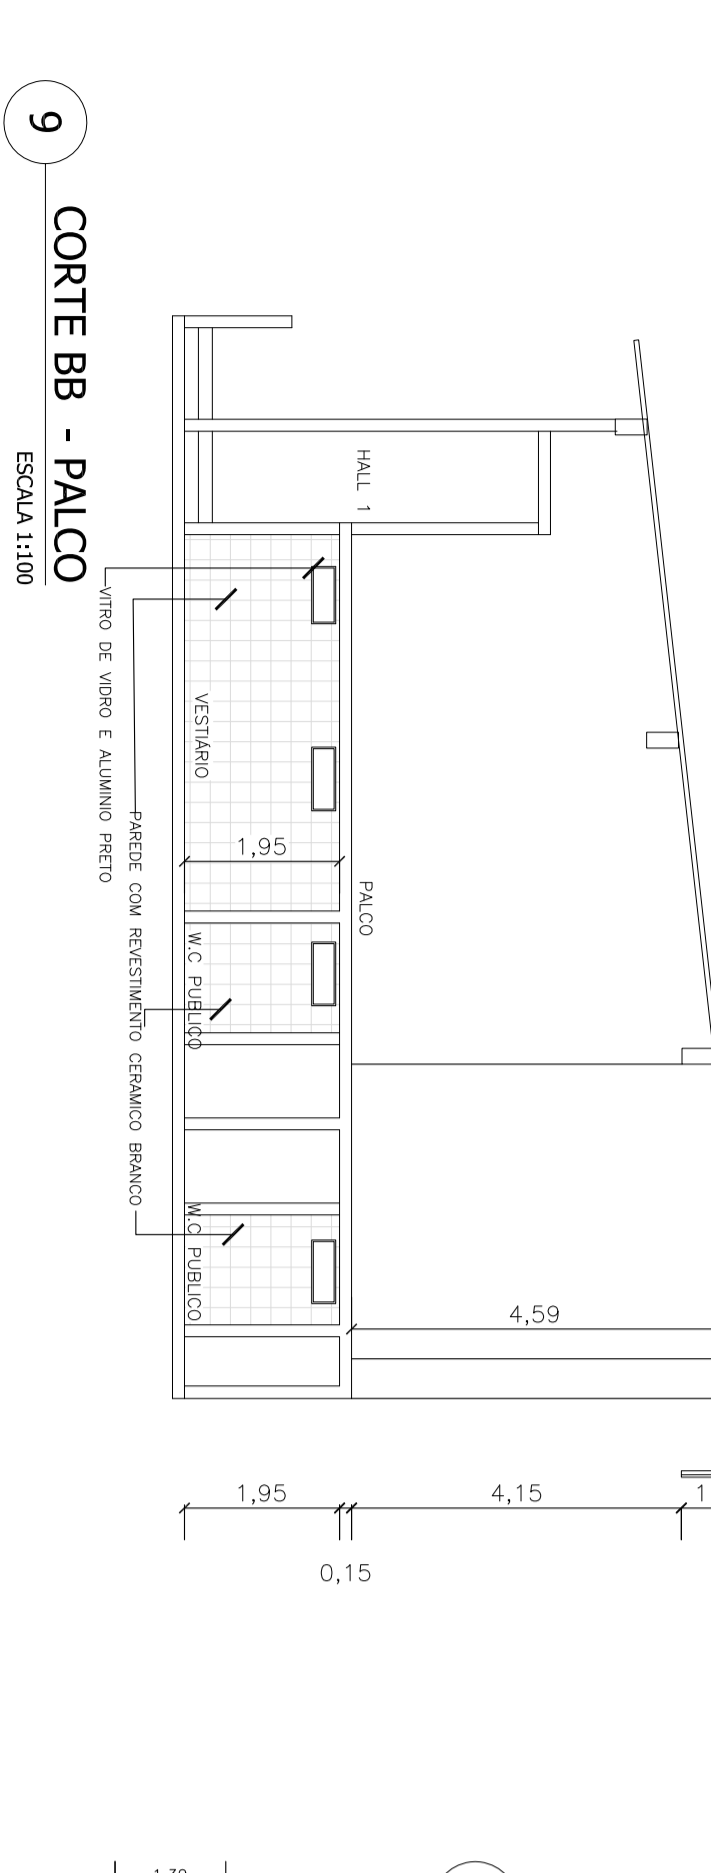 9
CORTE BB - PALCO
ESCALA 1:100
HALL 1
VITRO DE VIDRO E ALUMINIO PRETO
PAREDE COM REVESTIMENTO CERAMICO BRANCO
VESTIÁRIO
1,95
PALCO
W.C PUBLICO
W.C PUBLICO
4,59
1,95
4,15
1
0,15